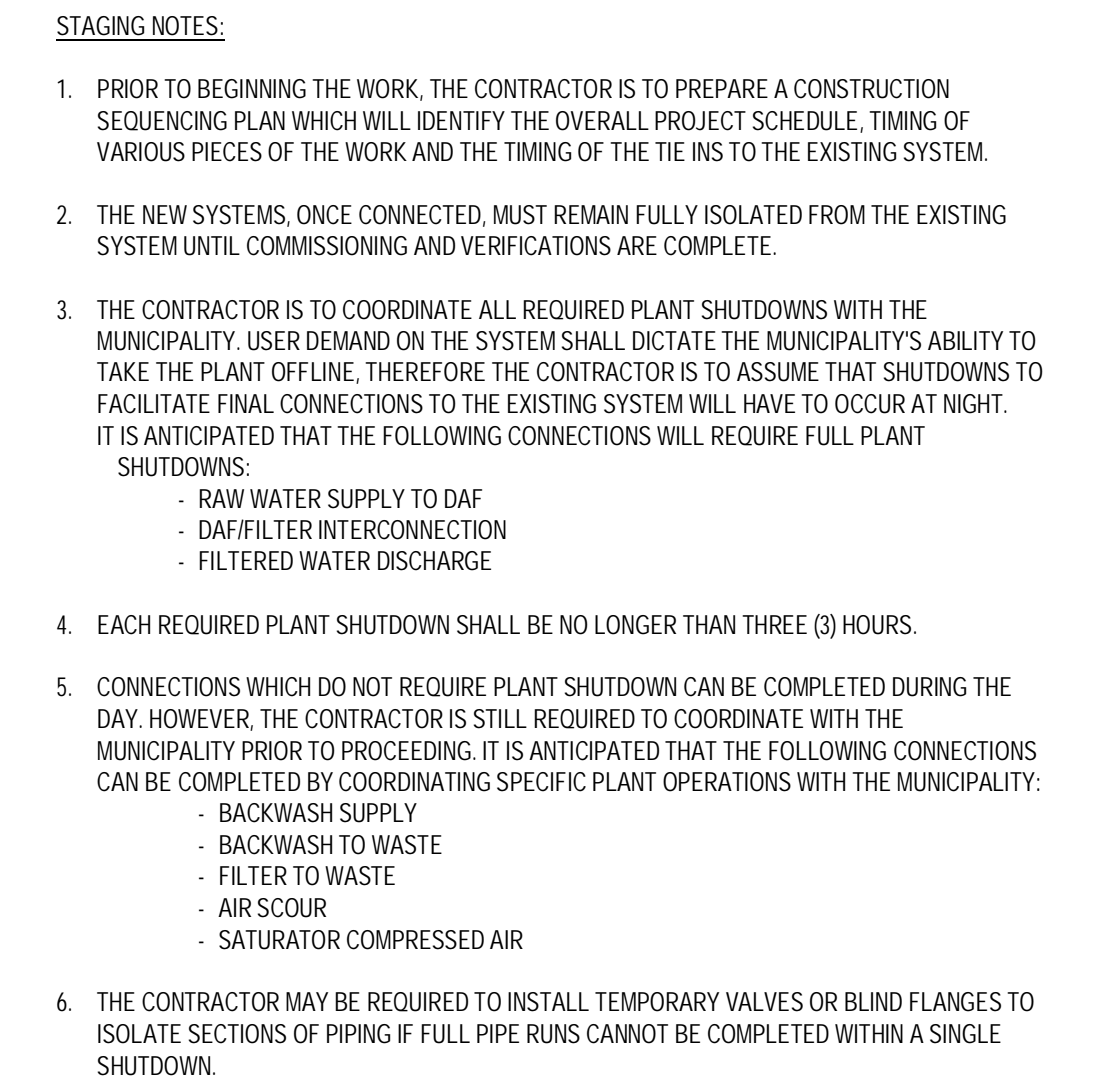 STAGING NOTES:
1. PRIOR TO BEGINNING THE WORK, THE CONTRACTOR IS TO PREPARE A CONSTRUCTION
SEQUENCING PLAN WHICH WILL IDENTIFY THE OVERALL PROJECT SCHEDULE, TIMING OF
VARIOUS PIECES OF THE WORK AND THE TIMING OF THE TIE INS TO THE EXISTING SYSTEM.
2. THE NEW SYSTEMS, ONCE CONNECTED, MUST REMAIN FULLY ISOLATED FROM THE EXISTING
SYSTEM UNTIL COMMISSIONING AND VERIFICATIONS ARE COMPLETE.
3. THE CONTRACTOR IS TO COORDINATE ALL REQUIRED PLANT SHUTDOWNS WITH THE
MUNICIPALITY. USER DEMAND ON THE SYSTEM SHALL DICTATE THE MUNICIPALITY'S ABILITY TO
TAKE THE PLANT OFFLINE, THEREFORE THE CONTRACTOR IS TO ASSUME THAT SHUTDOWNS TO
FACILITATE FINAL CONNECTIONS TO THE EXISTING SYSTEM WILL HAVE TO OCCUR AT NIGHT.
IT IS ANTICIPATED THAT THE FOLLOWING CONNECTIONS WILL REQUIRE FULL PLANT
SHUTDOWNS:
- RAW WATER SUPPLY TO DAF
- DAF/FILTER INTERCONNECTION
- FILTERED WATER DISCHARGE
4. EACH REQUIRED PLANT SHUTDOWN SHALL BE NO LONGER THAN THREE (3) HOURS.
5. CONNECTIONS WHICH DO NOT REQUIRE PLANT SHUTDOWN CAN BE COMPLETED DURING THE
DAY. HOWEVER, THE CONTRACTOR IS STILL REQUIRED TO COORDINATE WITH THE
MUNICIPALITY PRIOR TO PROCEEDING. IT IS ANTICIPATED THAT THE FOLLOWING CONNECTIONS
CAN BE COMPLETED BY COORDINATING SPECIFIC PLANT OPERATIONS WITH THE MUNICIPALITY:
- BACKWASH SUPPLY
- BACKWASH TO WASTE
- FILTER TO WASTE
- AIR SCOUR
- SATURATOR COMPRESSED AIR
6. THE CONTRACTOR MAY BE REQUIRED TO INSTALL TEMPORARY VALVES OR BLIND FLANGES TO
ISOLATE SECTIONS OF PIPING IF FULL PIPE RUNS CANNOT BE COMPLETED WITHIN A SINGLE
SHUTDOWN.